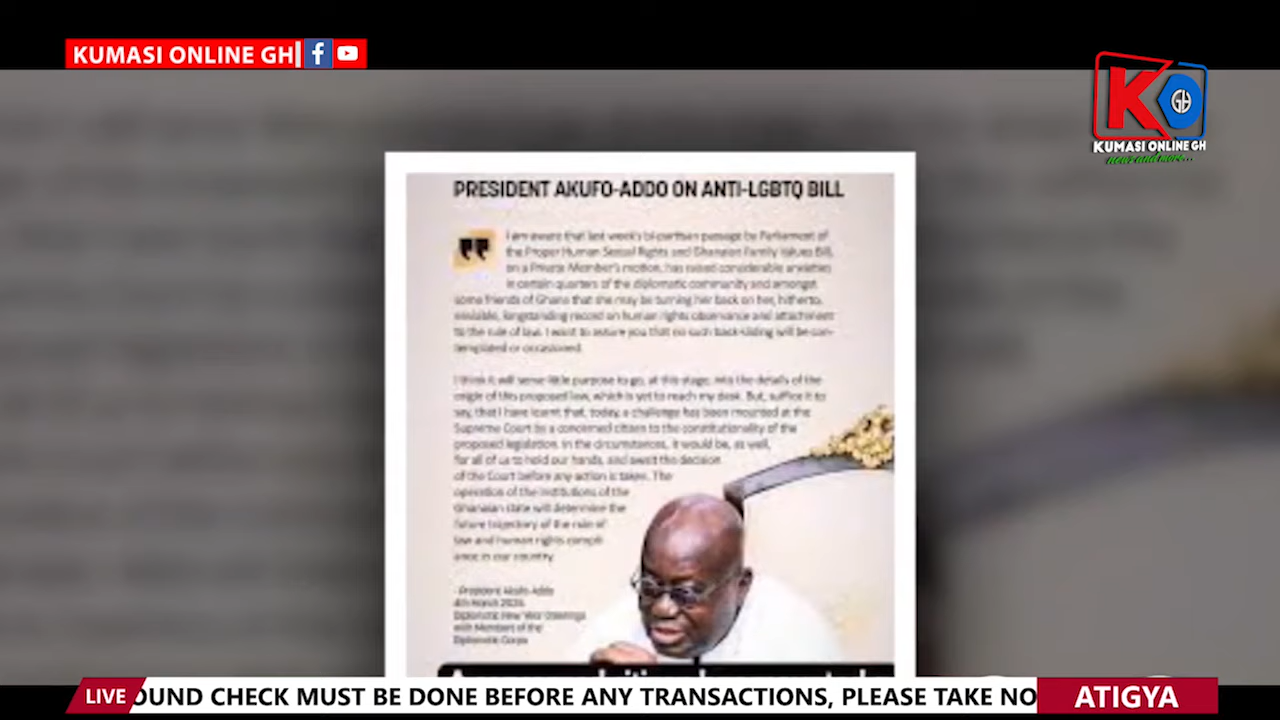 KUMASI ONLINE GH
KO
GH
KUMASI ONLINE GH
news and more...
PRESIDENT AKUFO-ADDO ON ANTI-LGBTQ BILL
I am aware that last week's bi-partisan passage by Parliament of
the Proper Human Sexual Rights and Ghanaian Family Values Bill,
on a Private Member's motion, has raised considerable anxieties
in certain quarters of the diplomatic community and amongst
some friends of Ghana that she may be turning her back on her, hitherto,
enviable, longstanding record on human rights observance and attachment
to the rule of law. I want to assure you that no such back-sliding will be con-
templated or occasioned.
I think it will serve little purpose to go, at this stage, into the details of the
origin of this proposed law, which is yet to reach my desk. But, suffice it to
say, that I have learnt that, today, a challenge has been mounted at the
Supreme Court by a concerned citizen to the constitutionality of the
proposed legislation. In the circumstances, it would be, as well,
for all of us to hold our hands, and await the decision
of the Court before any action is taken. The
operation of the institutions of the
Ghanaian state will determine the
future trajectory of the rule of
law and human rights compli-
ance in our country.
- President Akufo-Addo
4th March 2024
Diplomatic New Year Greetings
with Members of the
Diplomatic Corps
LIVE
OUND CHECK MUST BE DONE BEFORE ANY TRANSACTIONS, PLEASE TAKE NO
ATIGYA